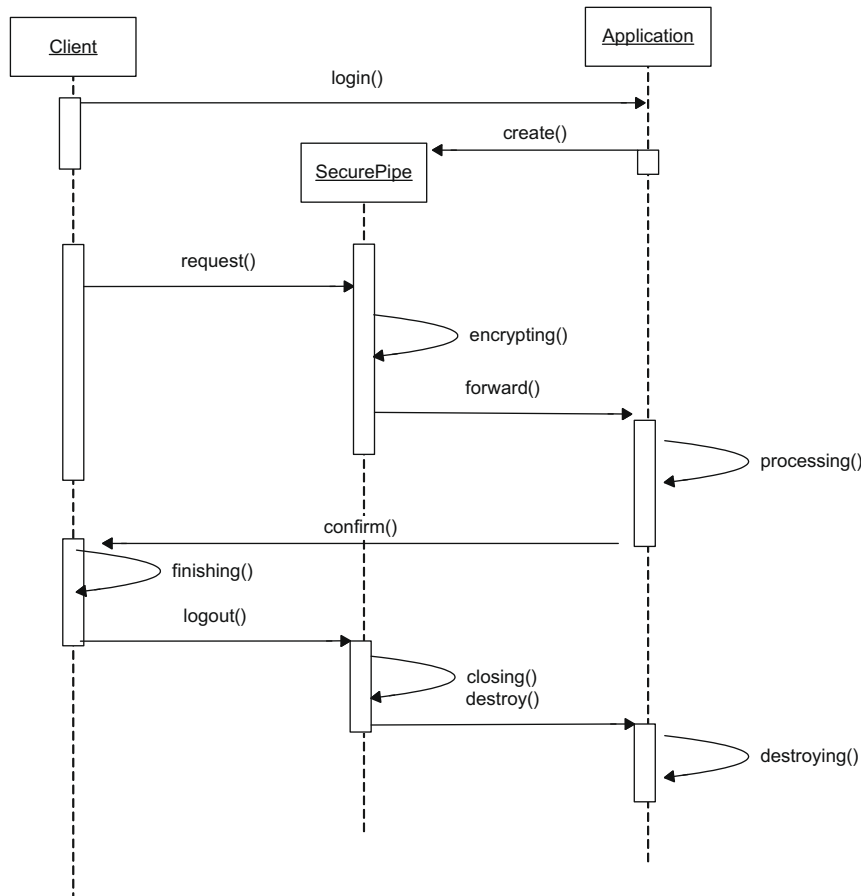 Client
Application
login()
create()
SecurePipe
request()
encrypting()
forward()
processing()
confirm()
finishing()
logout()
closing()
destroy()
destroying()